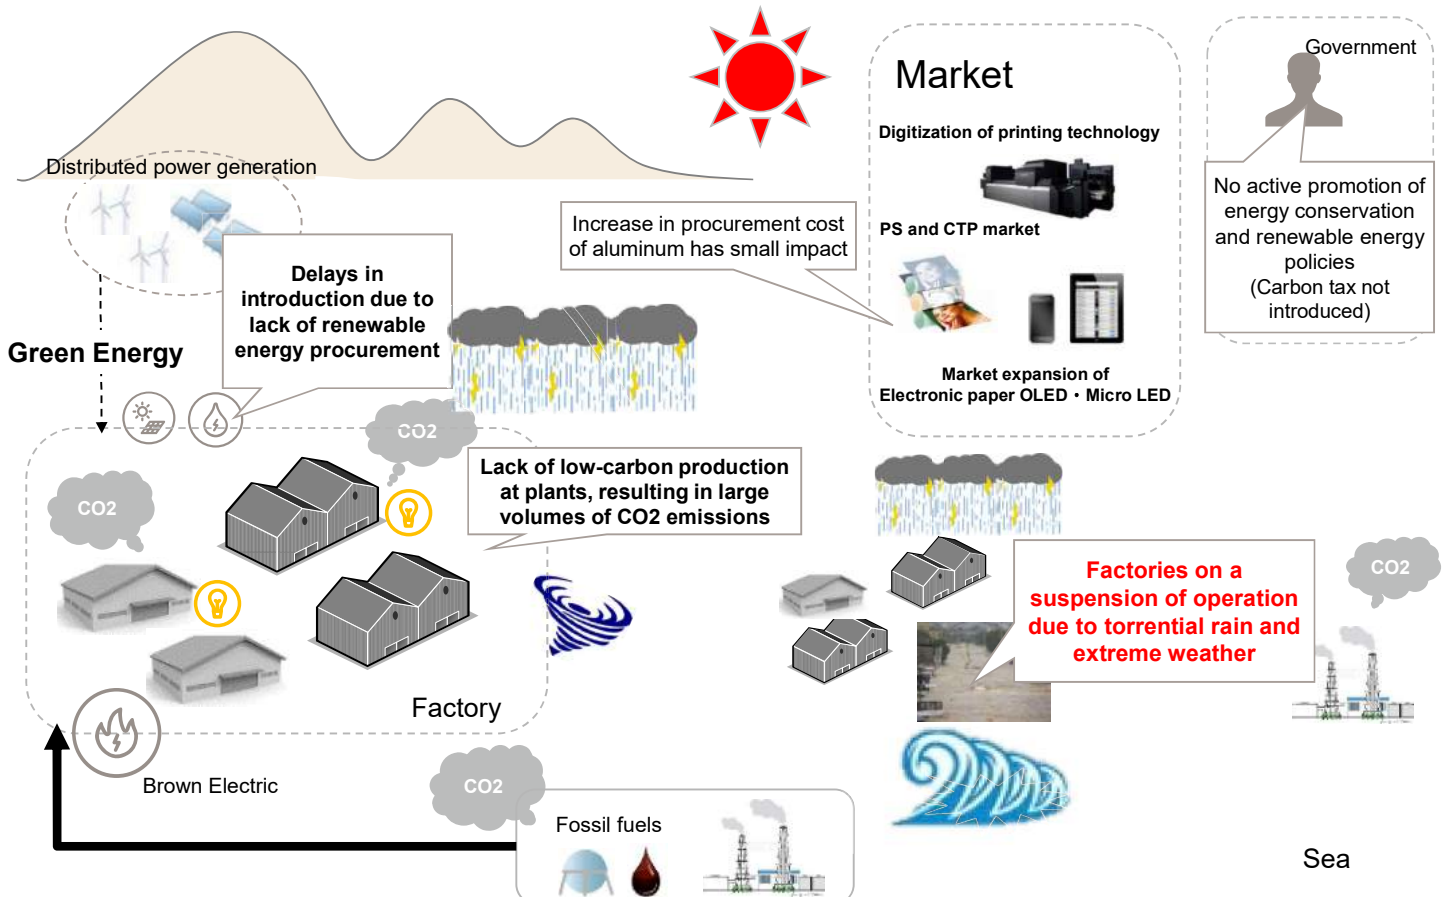 Government
Market
Digitization of printing technology
Distributed power generation
No active promotion of
energy conservation
and renewable energy
policies
(Carbon tax not
introduced)
Increase in procurement cost
of aluminum has small impact
PS and CTP market
Delays in
introduction due to
lack of renewable
energy procurement
Green Energy
Market expansion of
Electronic paper OLED・Micro LED
CO2
Lack of low-carbon production
at plants, resulting in large
volumes of CO2 emissions
CO2
Factories on a
suspension of operation
due to torrential rain and
extreme weather
CO2
Factory
Brown Electric
CO2
Fossil fuels
Sea